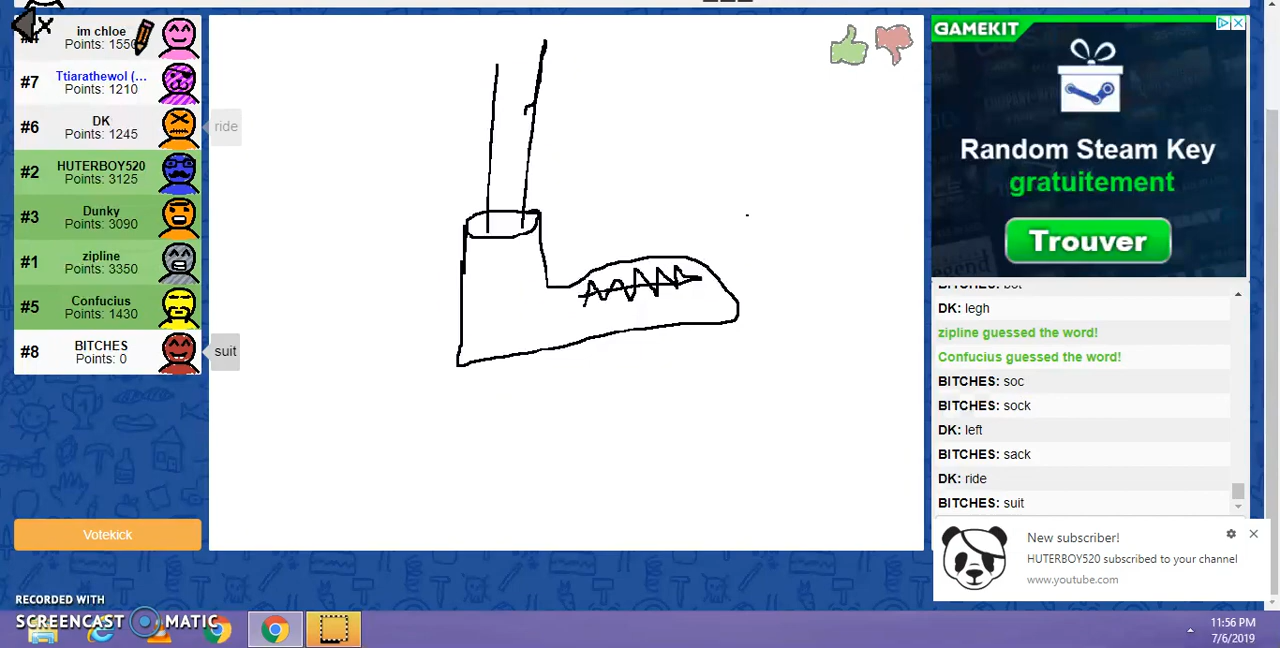 im chloe
Points: 1550
#7
Ttiarathewol (...
Points: 1210
#6
DK
Points: 1245
ride
#2
HUTERBOY520
Points: 3125
#3
Dunky
Points: 3090
#1
zipline
Points: 3350
#5
Confucius
Points: 1430
#8
BITCHES
Points: 0
suit
Votekick
RECORDED WITH
SCREENCAST MATIC
GAMEKIT
Random Steam Key
gratuitement
Trouver
DK: legh
zipline guessed the word!
Confucius guessed the word!
BITCHES: soc
BITCHES: sock
DK: left
BITCHES: sack
DK: ride
BITCHES: suit
New subscriber!
HUTERBOY520 subscribed to your channel
www.youtube.com
11:56 PM
7/6/2019